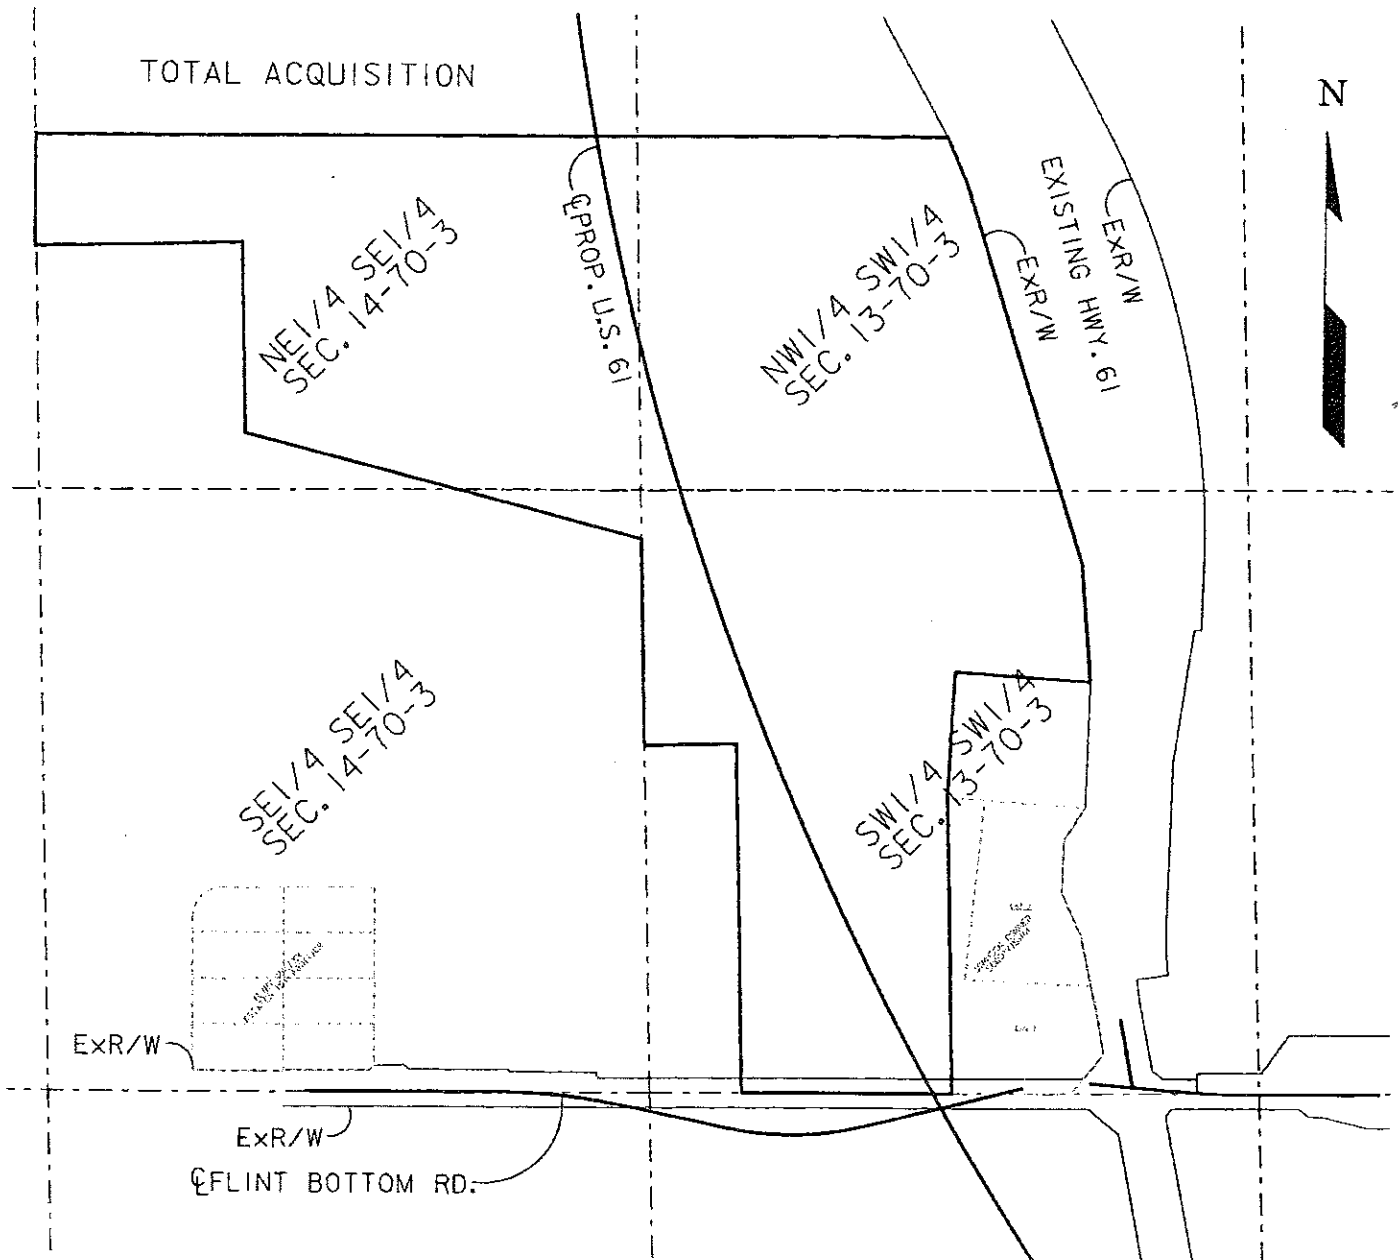 TOTAL ACQUISITION
N
NE1/4 SE1/4
SEC. 14-70-3
℄PROP. U.S. 61
NW1/4 SW1/4
SEC. 13-70-3
ExR/W
EXISTING HWY. 61
ExR/W
SE1/4 SE1/4
SEC. 14-70-3
SW1/4 SW1/4
SEC. 13-70-3
ExR/W
ExR/W
℄FLINT BOTTOM RD.